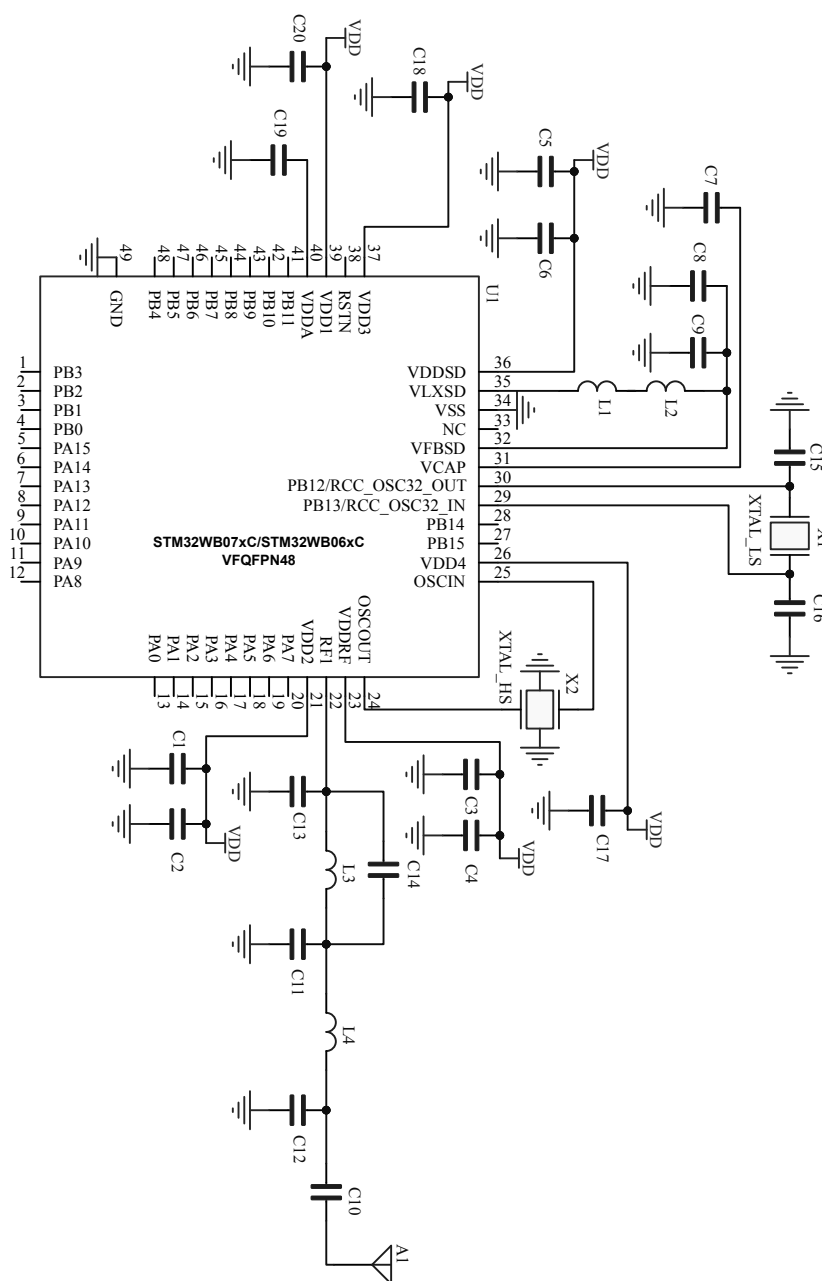 C20
VDD
C18
VDD
C19
C5
VDD
C6
C7
C8
C9
49
48
47
46
45
44
43
42
41
40
39
38
37
GND
PB4
PB5
PB6
PB7
PB8
PB9
PB10
PB11
VDDA
VDD1
RSTN
VDD3
U1
1 PB3
2 PB2
3 PB1
4 PB0
5 PA15
6 PA14
7 PA13
8 PA12
9 PA11
10 PA10
11 PA9
12 PA8
VDDSD 36
VLXSD 35
VSS 34
NC 33
VFBSD 32
VCAP 31
PB12/RCC_OSC32_OUT 30
PB13/RCC_OSC32_IN 29
PB14 28
PB15 27
VDD4 26
OSCIN 25
L1
L2
C15
XTAL_LS
C16
STM32WB07xC/STM32WB06xC
VFQFPN48
PA0
PA1
PA2
PA3
PA4
PA5
PA6
PA7
VDD2
RF1
VDDRF
OSCOUT
13
14
15
16
17
18
19
20
21
22
23
24
XTAL_HS
X2
C1
C2
VDD
C13
L3
C14
C3
C4
VDD
C17
VDD
C11
L4
C12
C10
A1